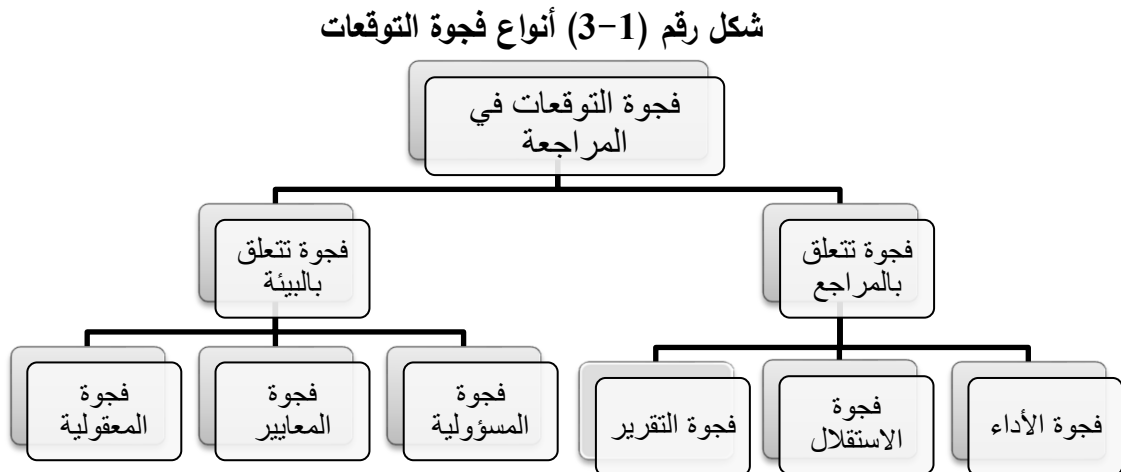 شكل رقم (1-3) أنواع فجوة التوقعات
فجوة التوقعات في
المراجعة
فجوة تتعلق
بالمراجع
فجوة تتعلق
بالبيئة
فجوة الأداء
فجوة
الاستقلال
فجوة التقرير
فجوة
المسؤولية
فجوة
المعايير
فجوة
المعقولية